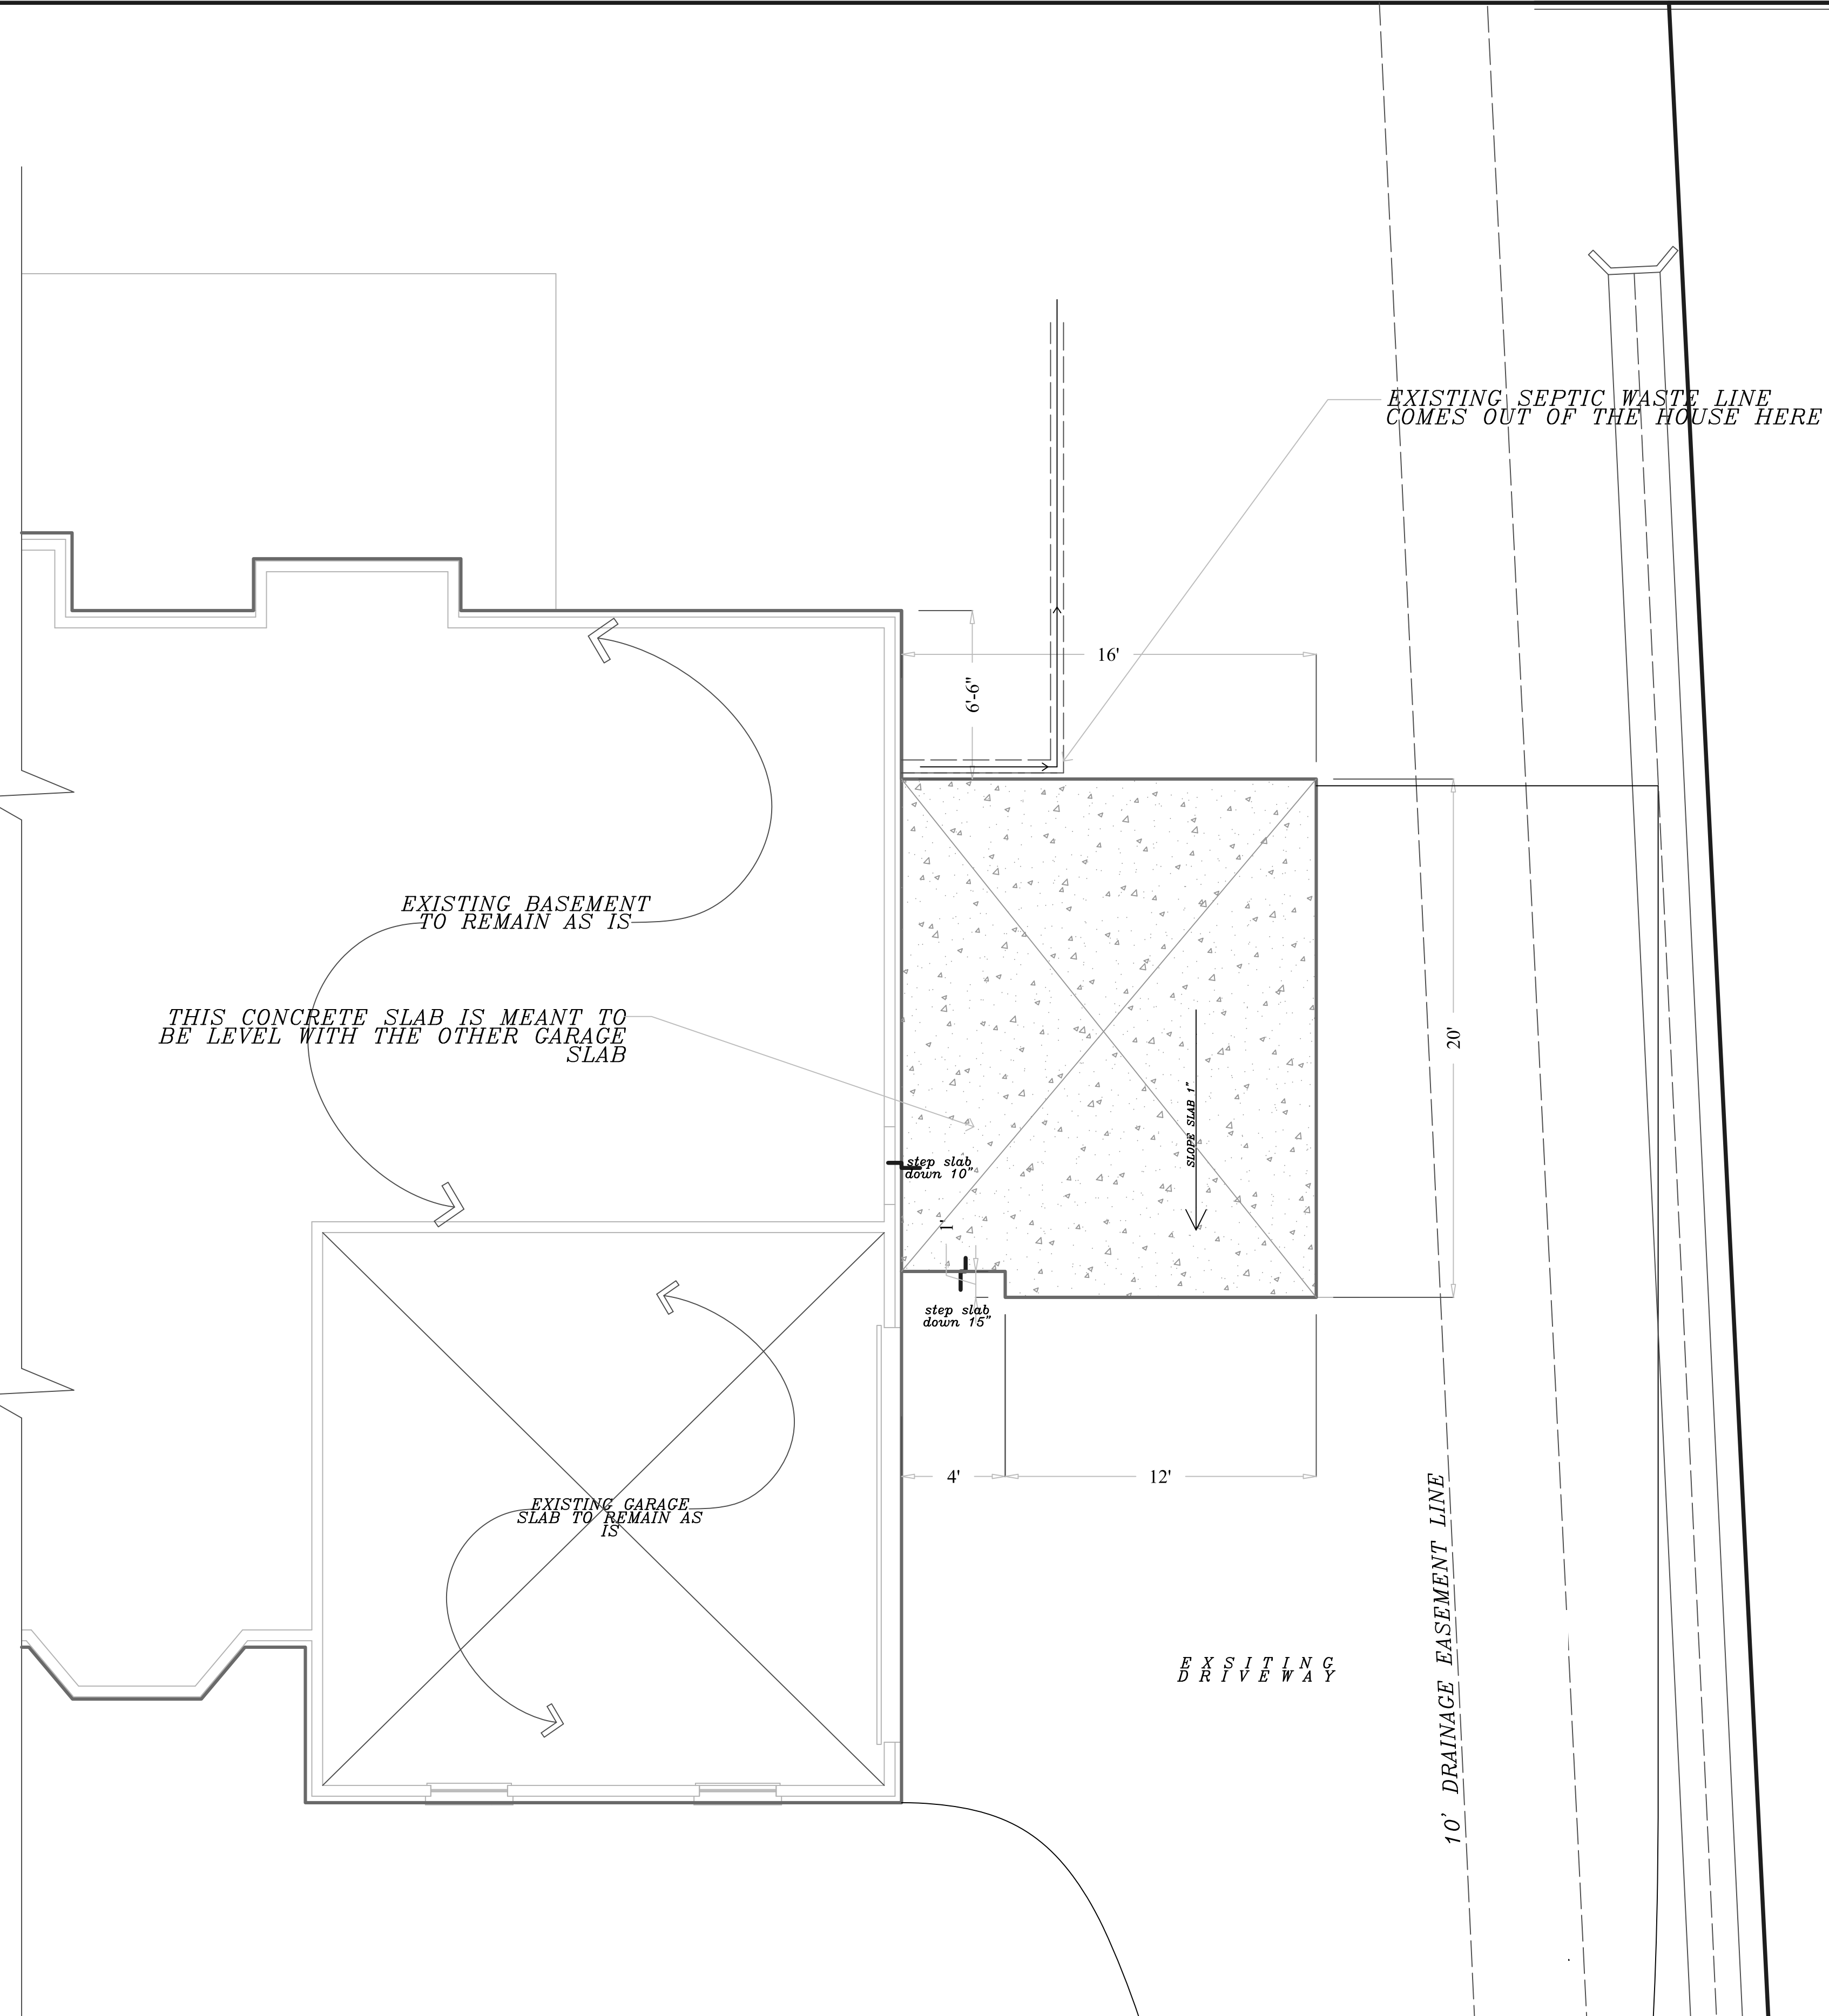 EXISTING SEPTIC WASTE LINE
COMES OUT OF THE HOUSE HERE
16'
6'-6"
EXISTING BASEMENT
TO REMAIN AS IS
THIS CONCRETE SLAB IS MEANT TO
BE LEVEL WITH THE OTHER GARAGE
SLAB
20'
SLOPE SLAB 1"
step slab
down 10"
1'
step slab
down 15"
4'
12'
EXISTING GARAGE
SLAB TO REMAIN AS
IS
EXSITING
DRIVEWAY
10' DRAINAGE EASEMENT LINE